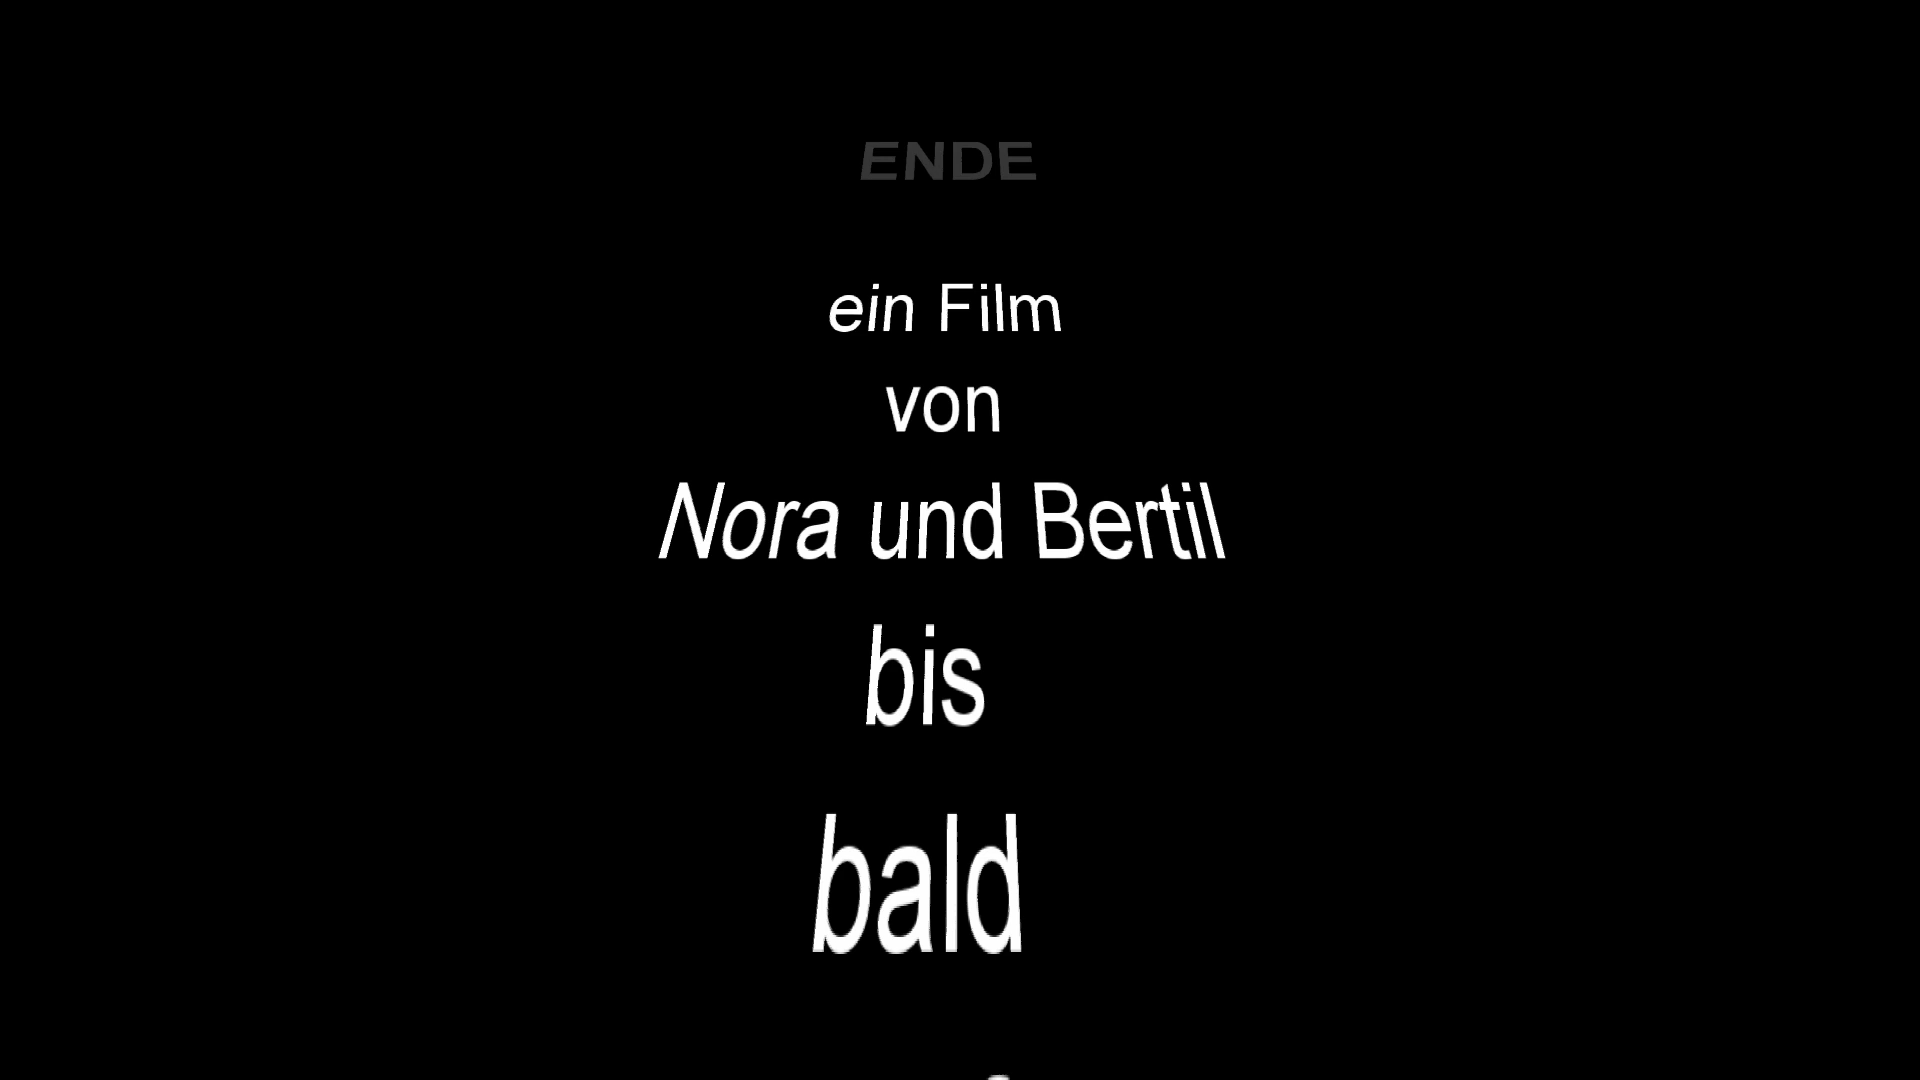 ENDE
ein Film
von
Nora und Bertil
bis
bald